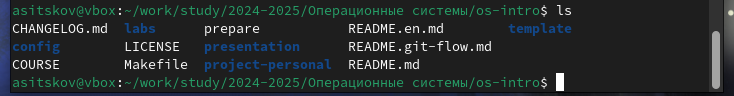 asitskov@vbox:~/work/study/2024-2025/Операционные системы/os-intro$ ls
CHANGELOG.md labs prepare README.en.md template
config LICENSE presentation README.git-flow.md
COURSE Makefile project-personal README.md
asitskov@vbox:~/work/study/2024-2025/Операционные системы/os-intro$